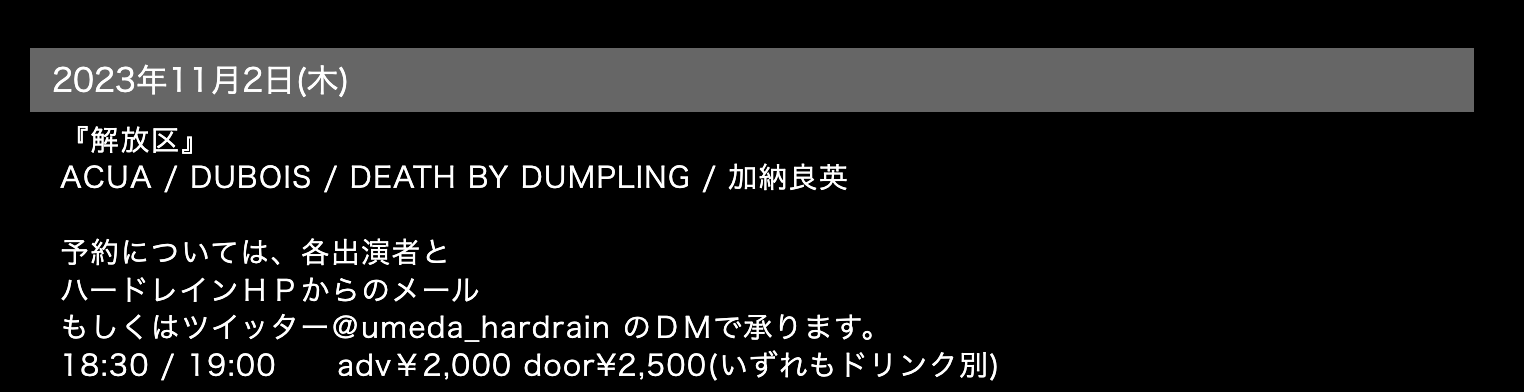 2023年11月2日(木)
『解放区』
ACUA / DUBOIS / DEATH BY DUMPLING / 加納良英
予約については、各出演者と
ハードレインＨＰからのメール
もしくはツイッター@umeda_hardrain のＤＭで承ります。
18:30 / 19:00　　adv￥2,000 door¥2,500(いずれもドリンク別)